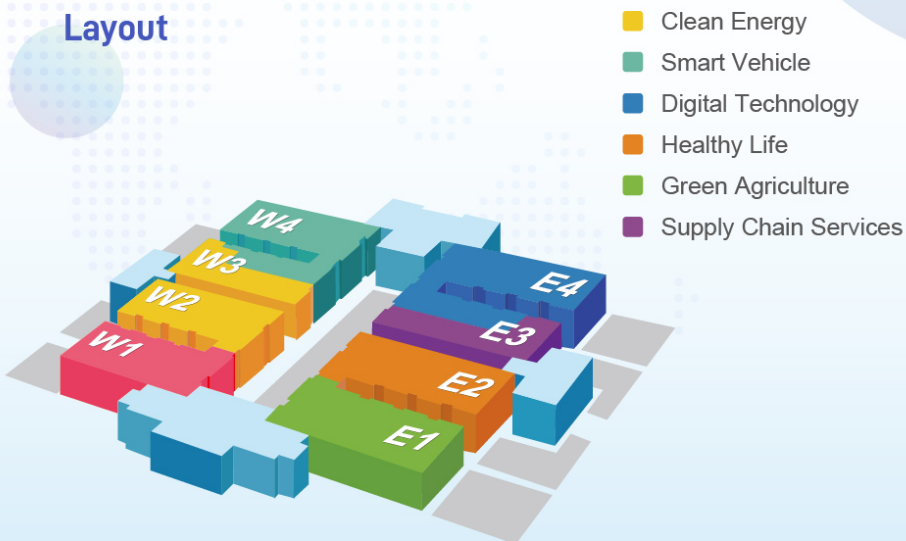 Layout
Clean Energy
Smart Vehicle
Digital Technology
Healthy Life
Green Agriculture
Supply Chain Services
W4
W3
W2
W1
E4
E3
E2
E1